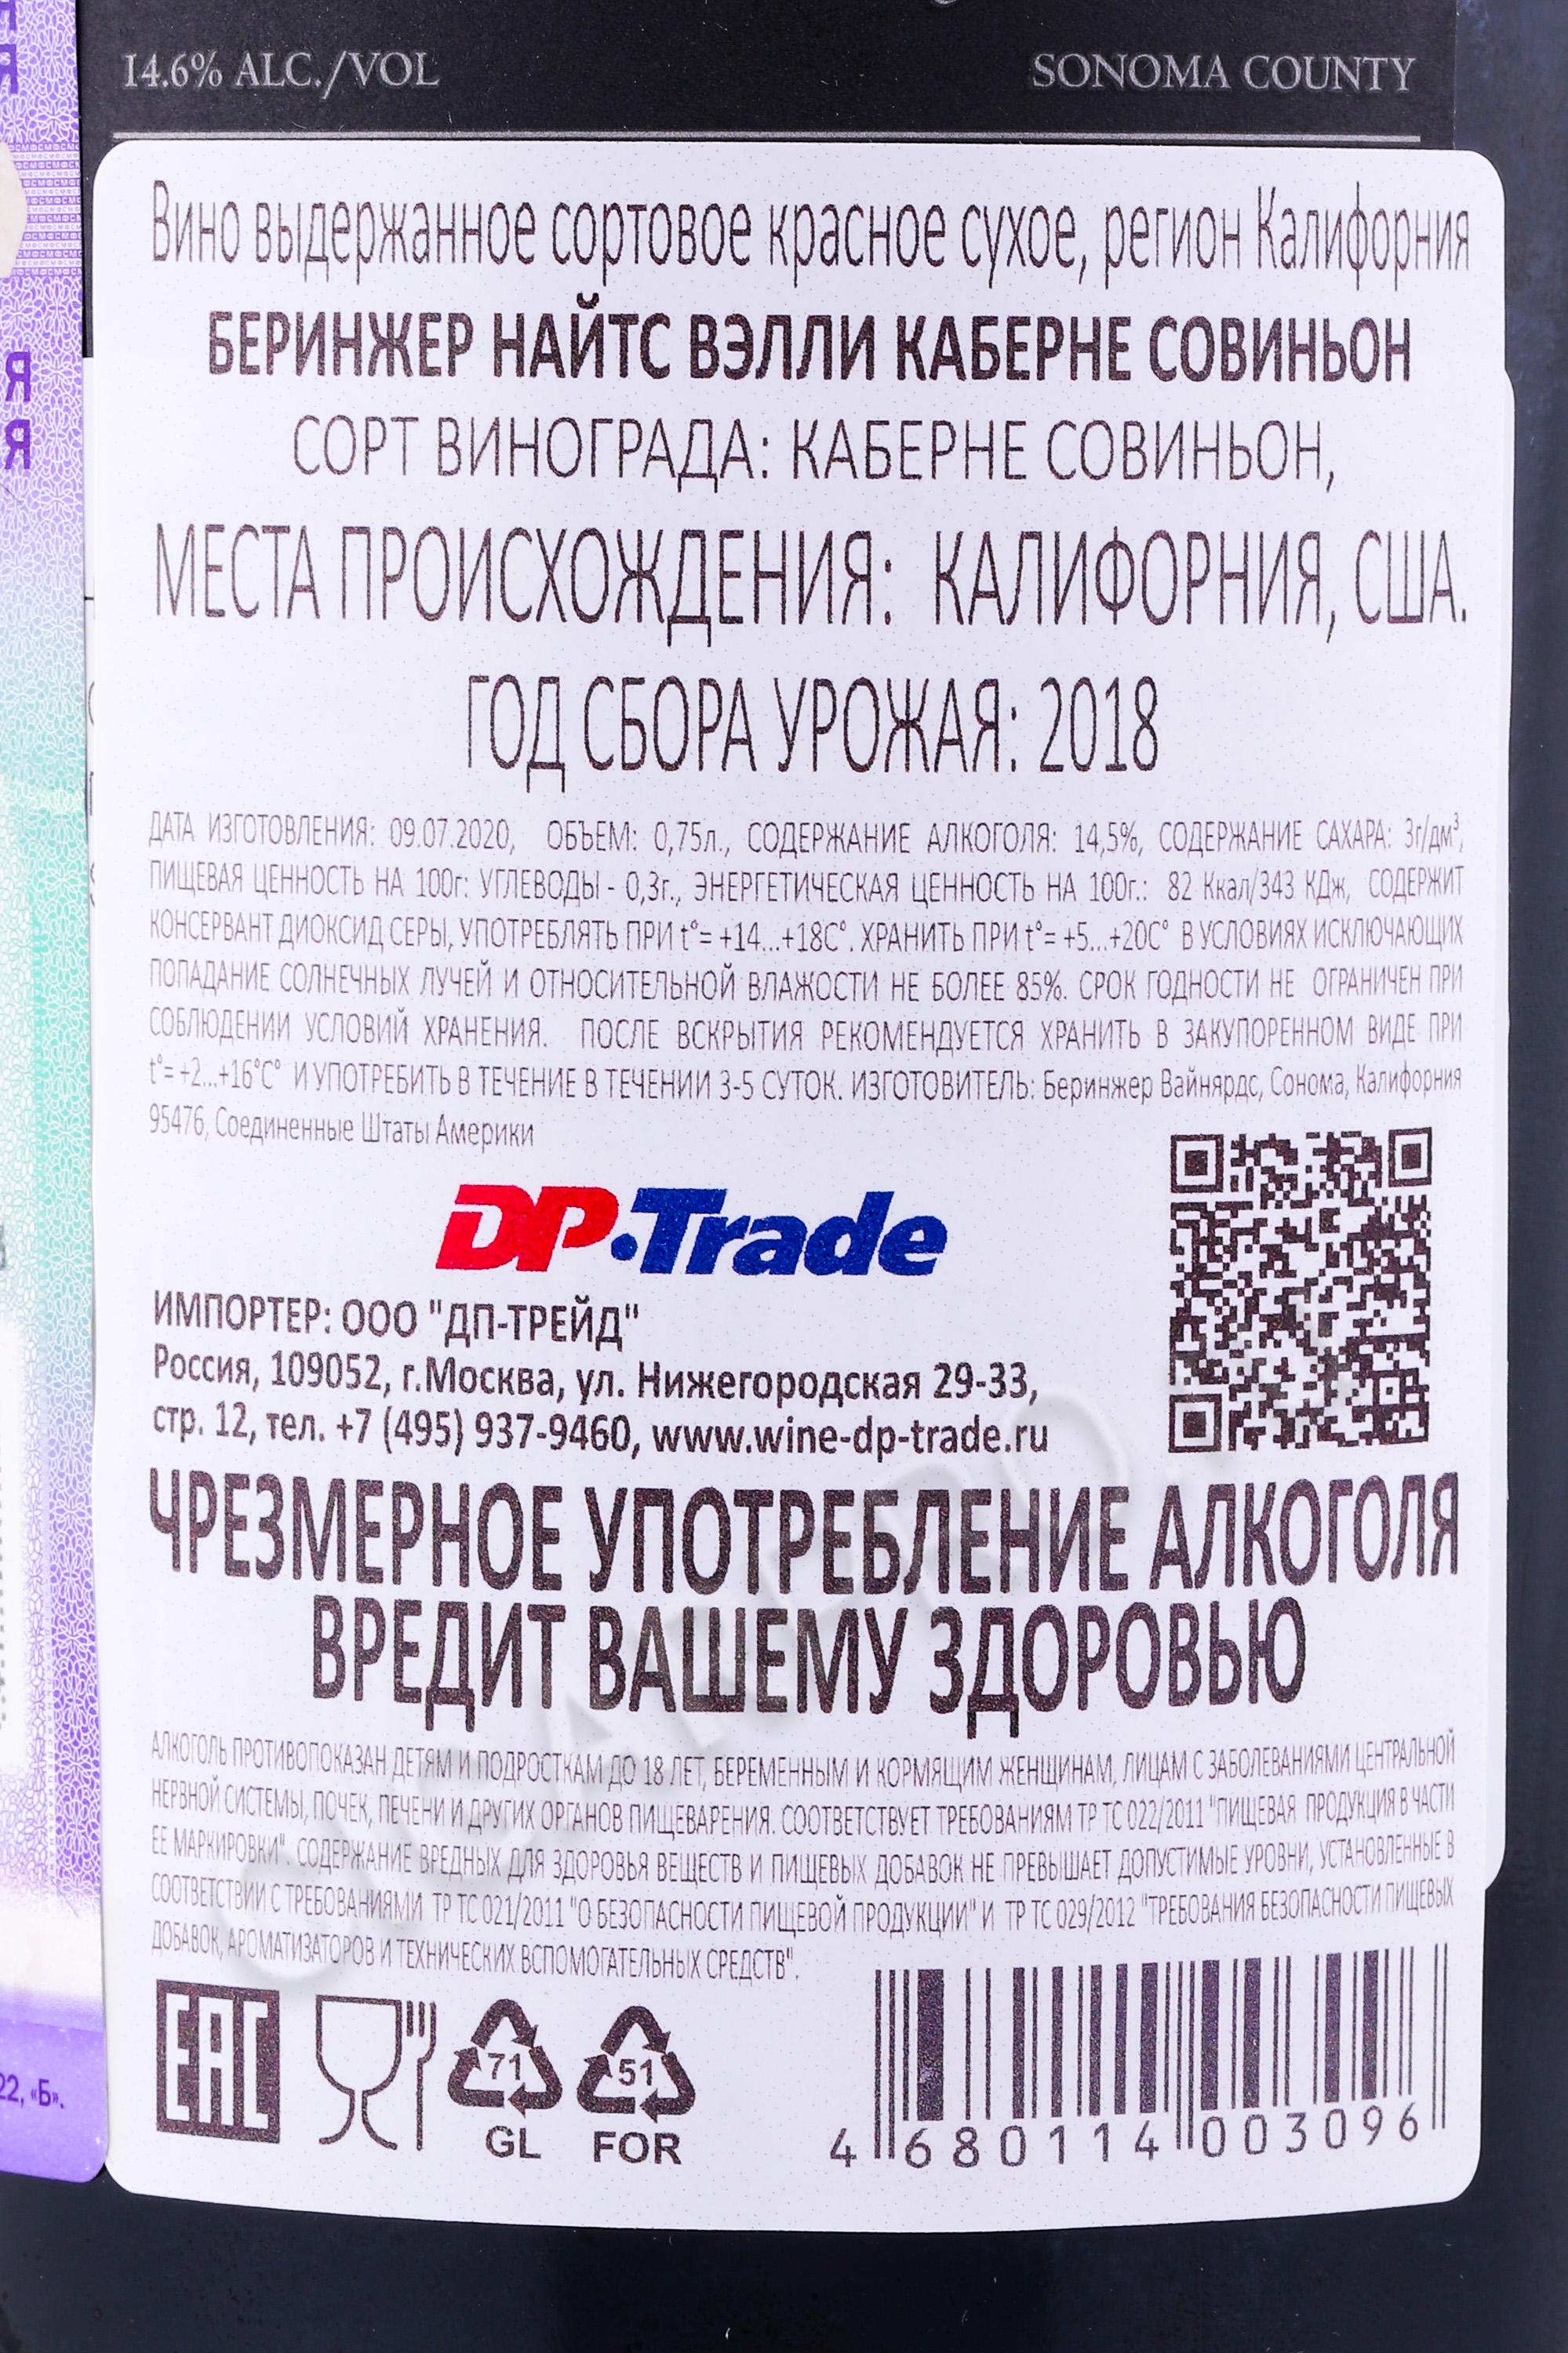 14.6% ALC./VOL
SONOMA COUNTY
Вино выдержанное сортовое красное сухое, регион Калифорния
БЕРИНЖЕР НАЙТС ВЭЛЛИ КАБЕРНЕ СОВИНЬОН
СОРТ ВИНОГРАДА: КАБЕРНЕ СОВИНЬОН,
МЕСТА ПРОИСХОЖДЕНИЯ: КАЛИФОРНИЯ, США.
ГОД СБОРА УРОЖАЯ: 2018
ДАТА ИЗГОТОВЛЕНИЯ: 09.07.2020, ОБЪЕМ: 0,75л., СОДЕРЖАНИЕ АЛКОГОЛЯ: 14,5%, СОДЕРЖАНИЕ САХАРА: 3г/дм³,
ПИЩЕВАЯ ЦЕННОСТЬ НА 100г: УГЛЕВОДЫ - 0,3г., ЭНЕРГЕТИЧЕСКАЯ ЦЕННОСТЬ НА 100г.: 82 Ккал/343 КДж, СОДЕРЖИТ
КОНСЕРВАНТ ДИОКСИД СЕРЫ, УПОТРЕБЛЯТЬ ПРИ t°= +14...+18С°. ХРАНИТЬ ПРИ t°= +5...+20С° В УСЛОВИЯХ ИСКЛЮЧАЮЩИХ
ПОПАДАНИЕ СОЛНЕЧНЫХ ЛУЧЕЙ И ОТНОСИТЕЛЬНОЙ ВЛАЖОСТИ НЕ БОЛЕЕ 85%. СРОК ГОДНОСТИ НЕ ОГРАНИЧЕН ПРИ
СОБЛЮДЕНИИ УСЛОВИЙ ХРАНЕНИЯ. ПОСЛЕ ВСКРЫТИЯ РЕКОМЕНДУЕТСЯ ХРАНИТЬ В ЗАКУПОРЕННОМ ВИДЕ ПРИ
t°= +2...+16°С° И УПОТРЕБИТЬ В ТЕЧЕНИЕ В ТЕЧЕНИИ 3-5 СУТОК. ИЗГОТОВИТЕЛЬ: Беринжер Вайнярдс, Сонома, Калифорния
95476, Соединенные Штаты Америки
DP.Trade
ИМПОРТЕР: ООО "ДП-ТРЕЙД"
Россия, 109052, г.Москва, ул. Нижегородская 29-33,
стр. 12, тел. +7 (495) 937-9460, www.wine-dp-trade.ru
ЧРЕЗМЕРНОЕ УПОТРЕБЛЕНИЕ АЛКОГОЛЯ
ВРЕДИТ ВАШЕМУ ЗДОРОВЬЮ
АЛКОГОЛЬ ПРОТИВОПОКАЗАН ДЕТЯМ И ПОДРОСТКАМ ДО 18 ЛЕТ, БЕРЕМЕННЫМ И КОРМЯЩИМ ЖЕНЩИНАМ, ЛИЦАМ С ЗАБОЛЕВАНИЯМИ ЦЕНТРАЛЬНОЙ
НЕРВНОЙ СИСТЕМЫ, ПОЧЕК, ПЕЧЕНИ И ДРУГИХ ОРГАНОВ ПИЩЕВАРЕНИЯ. СООТВЕТСТВУЕТ ТРЕБОВАНИЯМ ТР ТС 022/2011 "ПИЩЕВАЯ ПРОДУКЦИЯ В ЧАСТИ
ЕЕ МАРКИРОВКИ". СОДЕРЖАНИЕ ВРЕДНЫХ ДЛЯ ЗДОРОВЬЯ ВЕЩЕСТВ И ПИЩЕВЫХ ДОБАВОК НЕ ПРЕВЫШАЕТ ДОПУСТИМЫЕ УРОВНИ, УСТАНОВЛЕННЫЕ В
СООТВЕТСТВИИ С ТРЕБОВАНИЯМИ ТР ТС 021/2011 "О БЕЗОПАСНОСТИ ПИЩЕВОЙ ПРОДУКЦИИ" И ТР ТС 029/2012 "ТРЕБОВАНИЯ БЕЗОПАСНОСТИ ПИЩЕВЫХ
ДОБАВОК, АРОМАТИЗАТОРОВ И ТЕХНИЧЕСКИХ ВСПОМОГАТЕЛЬНЫХ СРЕДСТВ".
EAC
71
GL
51
FOR
4 680114 003096
22, «Б».